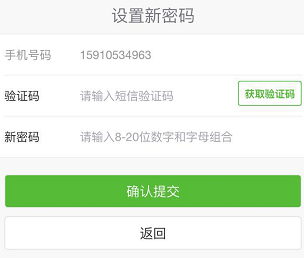 设置新密码
手机号码 15910534963
验证码 请输入短信验证码 获取验证码
新密码 请输入8-20位数字和字母组合
确认提交
返回